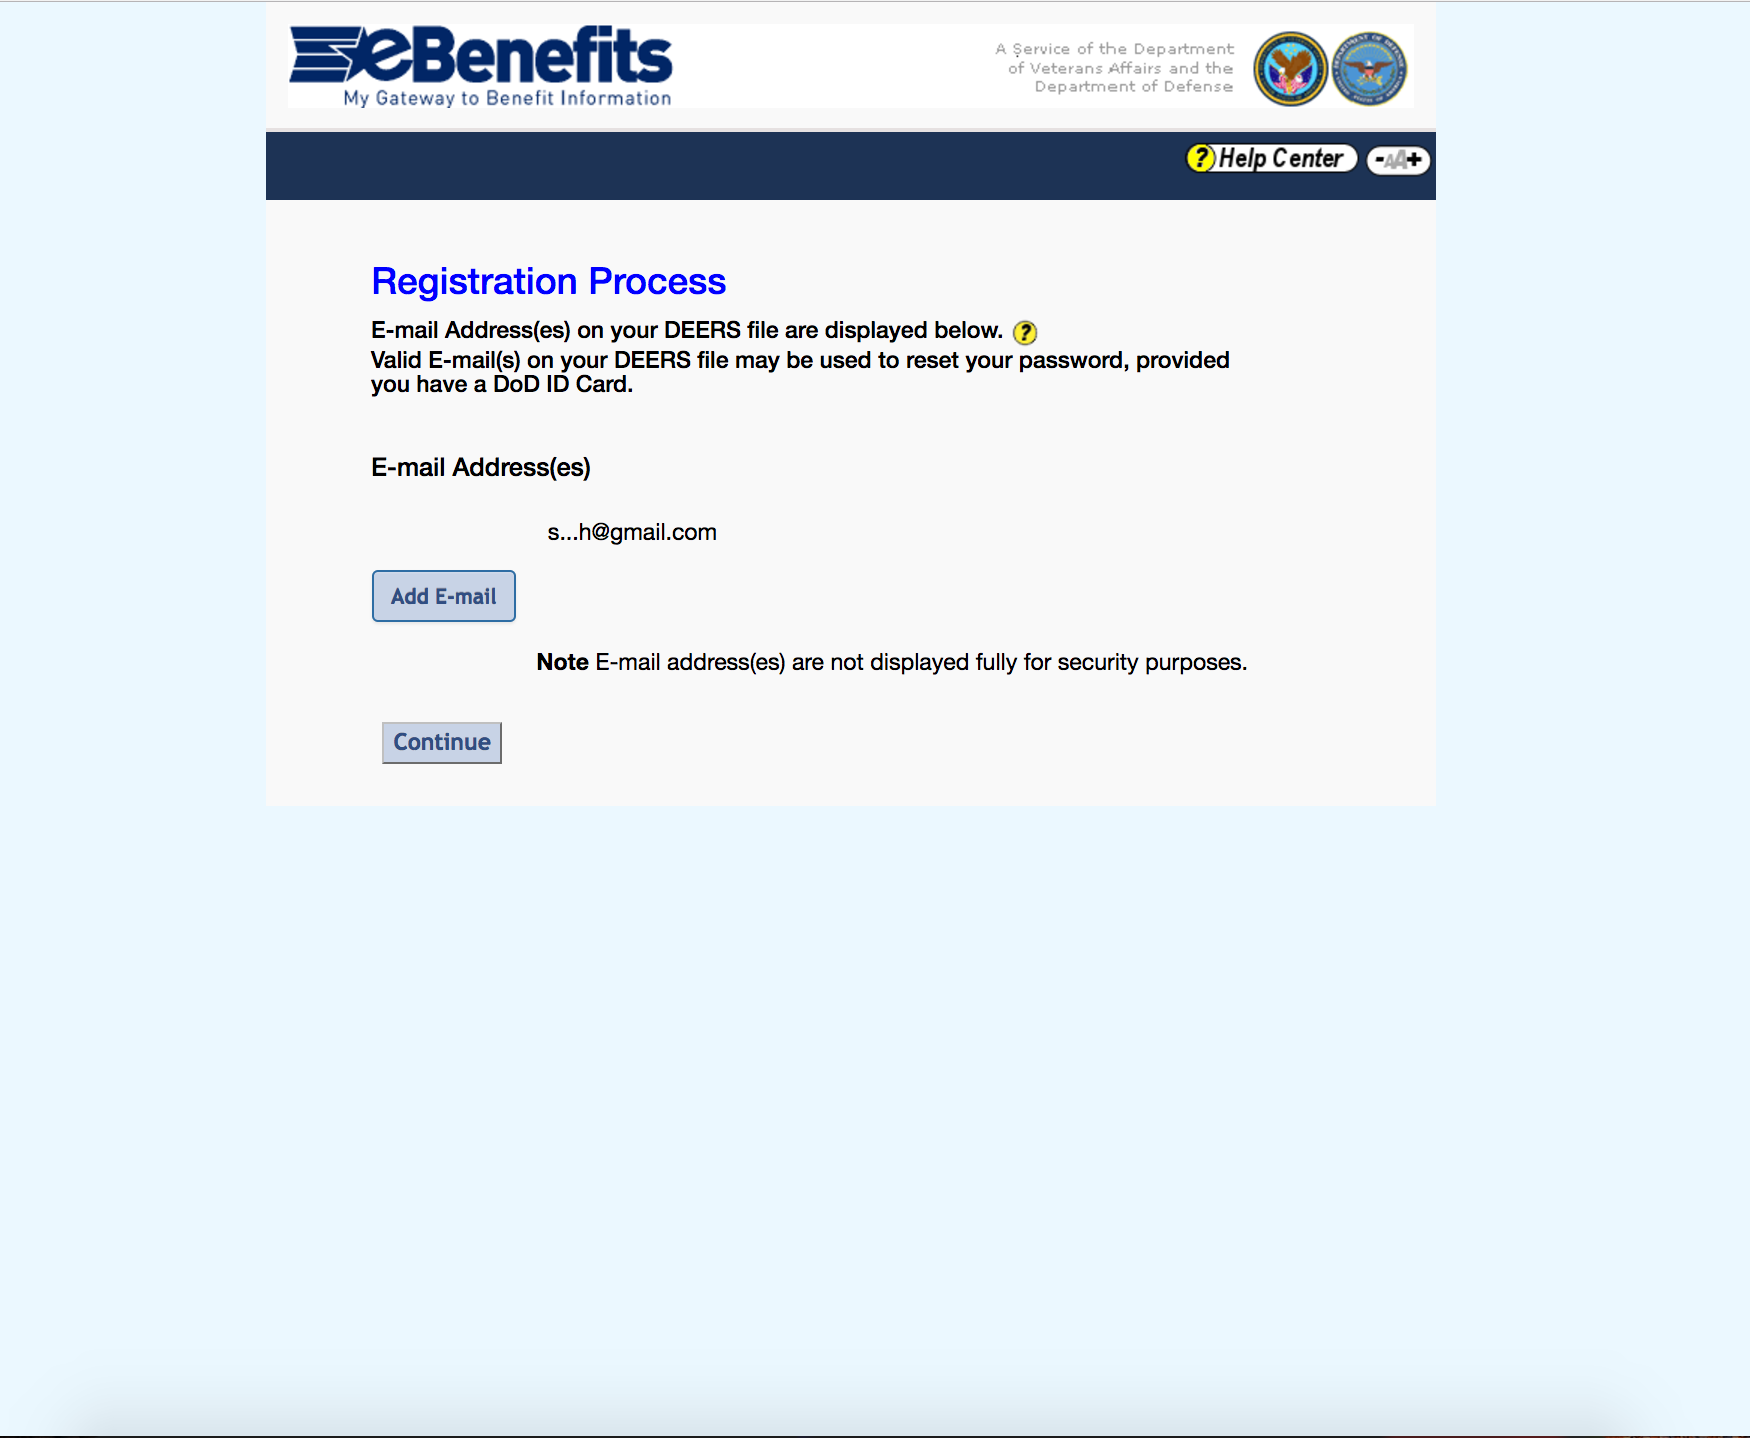 eBenefits
My Gateway to Benefit Information
A Service of the Department
of Veterans Affairs and the
Department of Defense
? Help Center
-AA+
Registration Process
E-mail Address(es) on your DEERS file are displayed below. ?
Valid E-mail(s) on your DEERS file may be used to reset your password, provided
you have a DoD ID Card.
E-mail Address(es)
s...h@gmail.com
Add E-mail
Note E-mail address(es) are not displayed fully for security purposes.
Continue